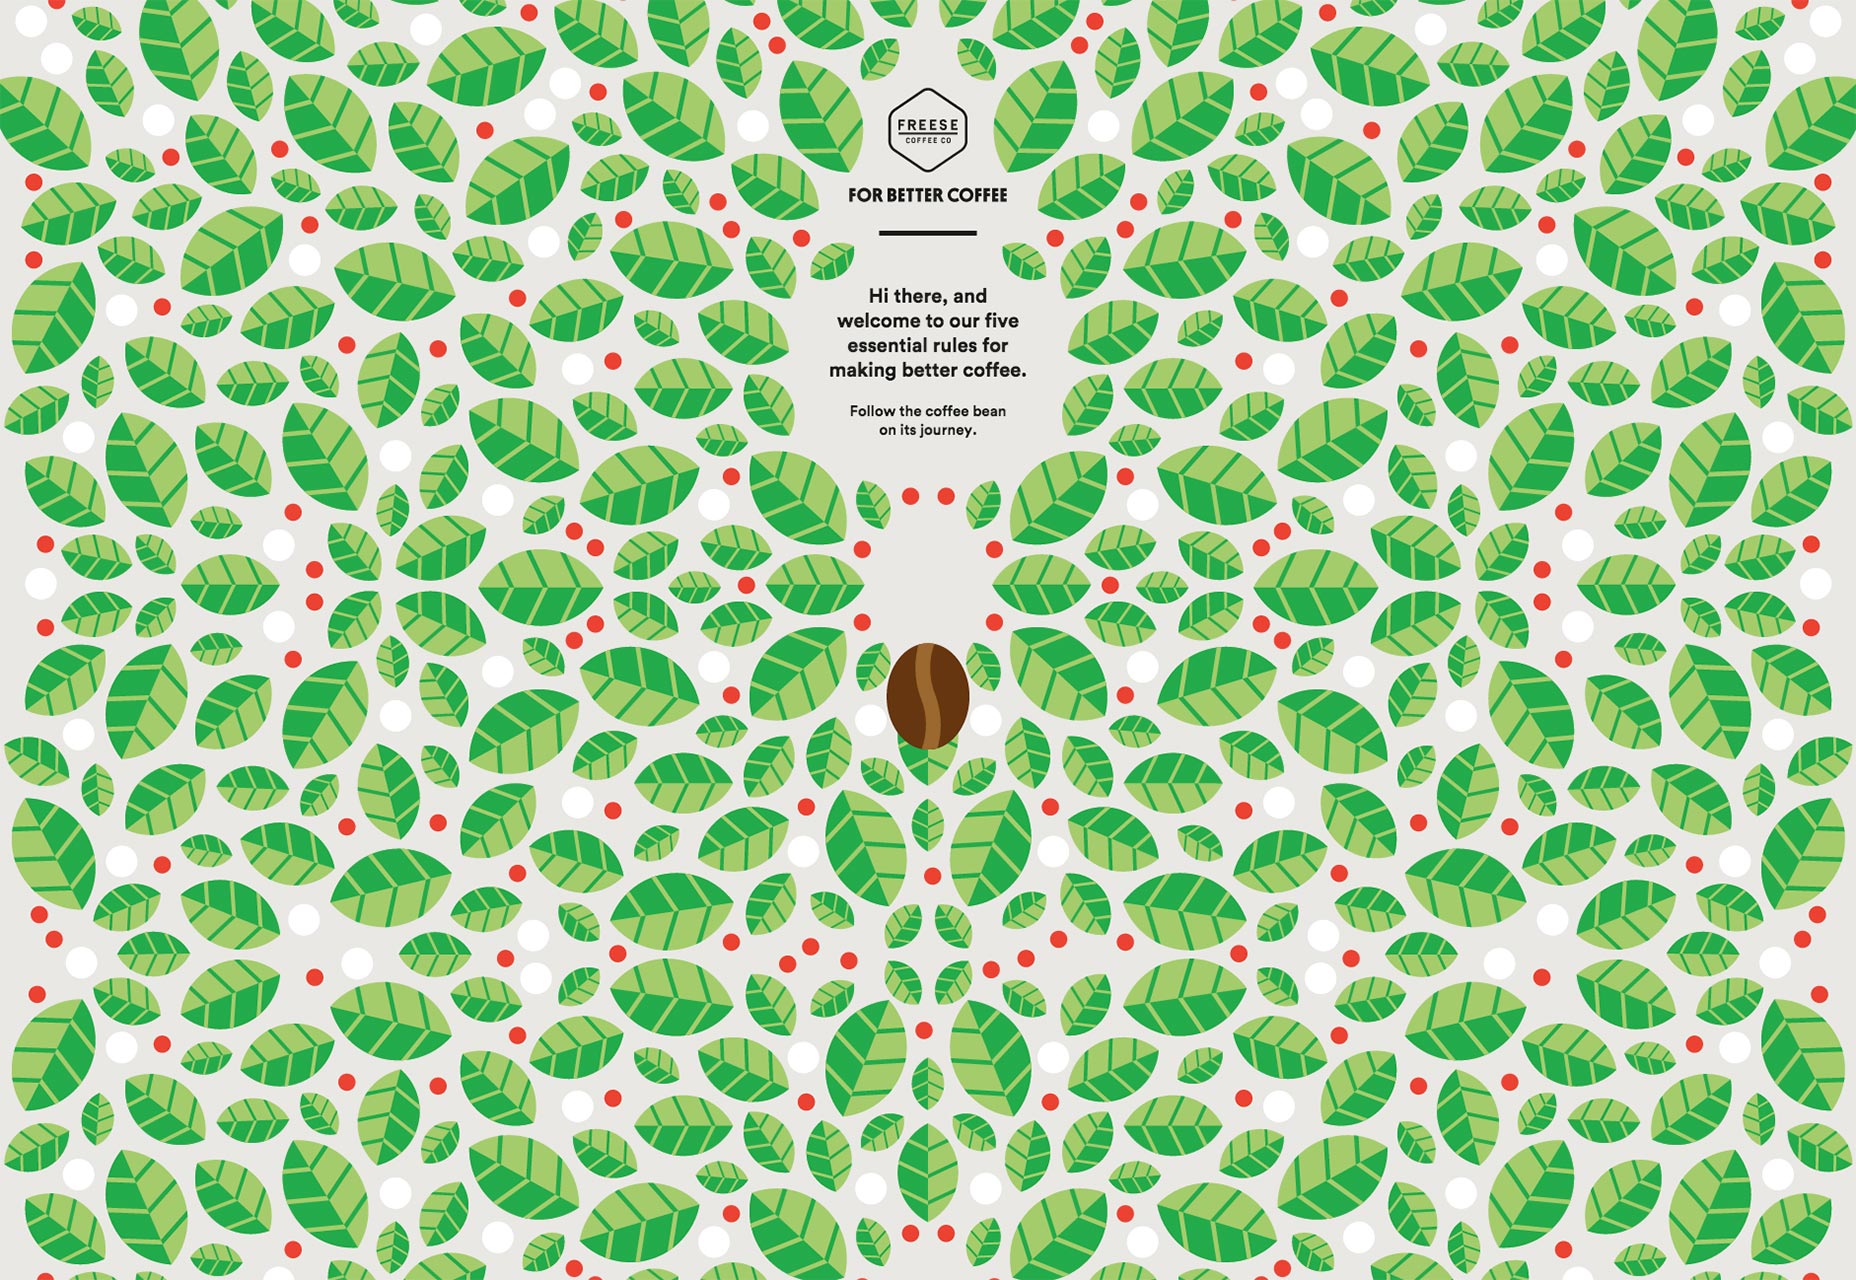 FREESE
COFFEE CO
FOR BETTER COFFEE
Hi there, and
welcome to our five
essential rules for
making better coffee.
Follow the coffee bean
on its journey.